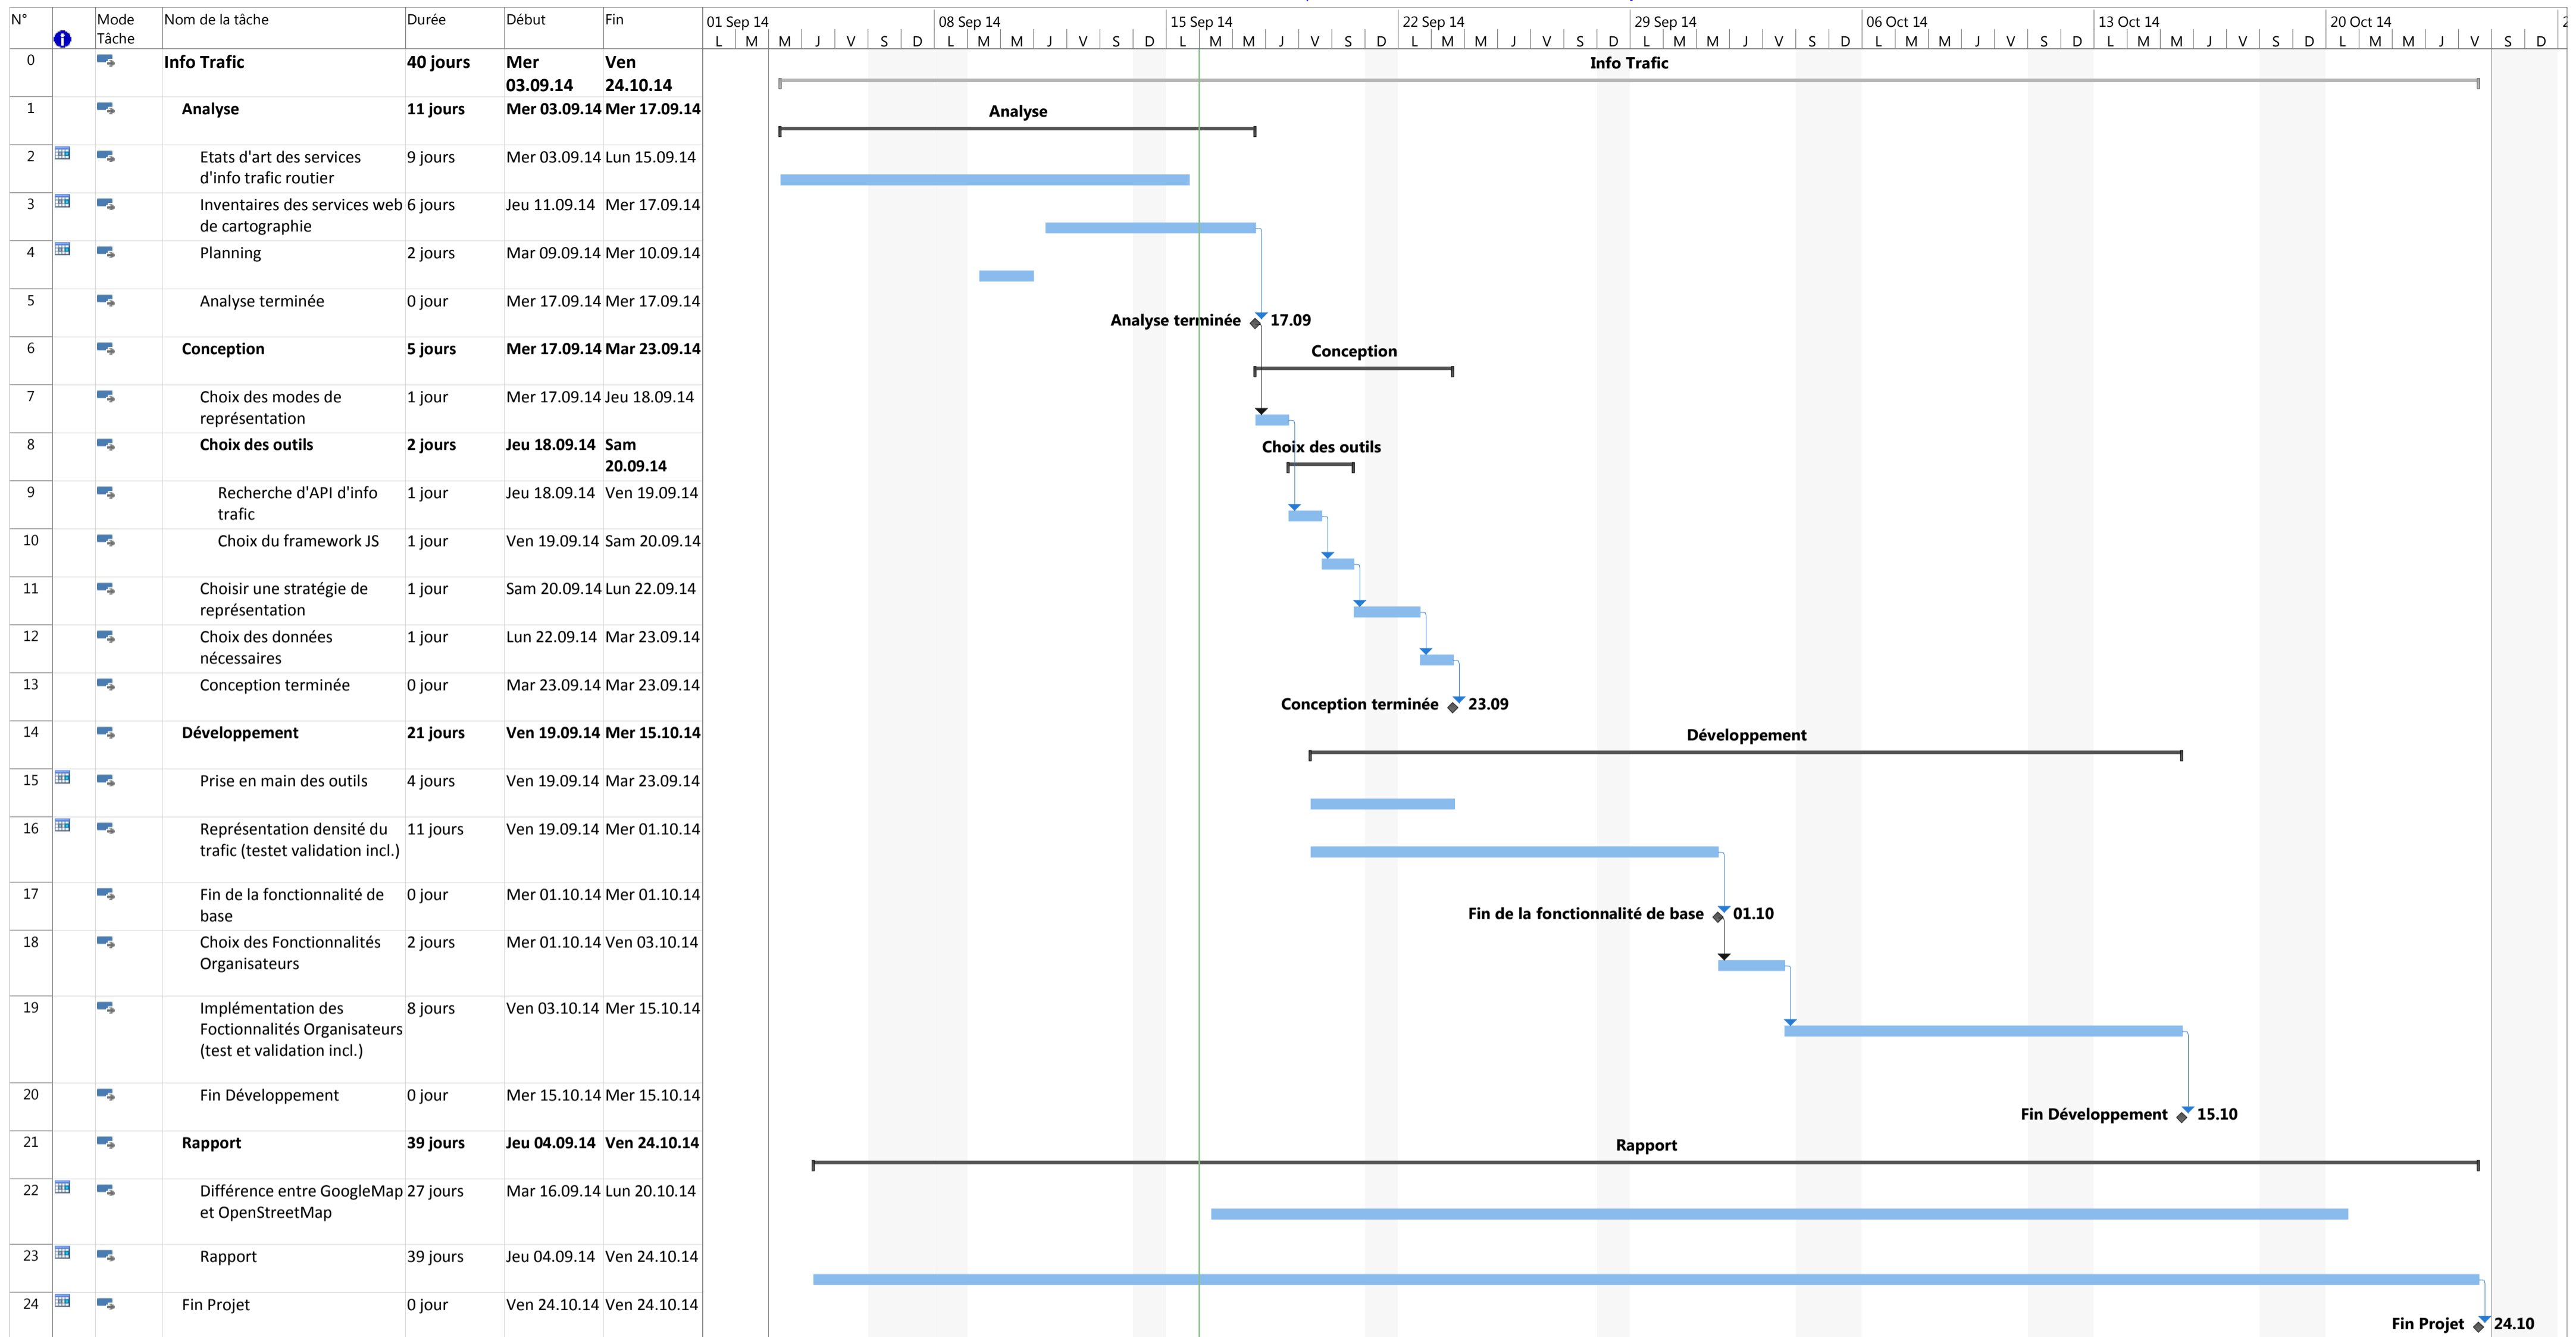 N° Mode Tâche Nom de la tâche Durée Début Fin 01 Sep 14 08 Sep 14 15 Sep 14 22 Sep 14 29 Sep 14 06 Oct 14 13 Oct 14 20 Oct 14
L M M J V S D L M M J V S D L M M J V S D L M M J V S D L M M J V S D L M M J V S D L M M J V S D L M M J V S D
0 Info Trafic 40 jours Mer 03.09.14 Ven 24.10.14
Info Trafic
1 Analyse 11 jours Mer 03.09.14 Mer 17.09.14
Analyse
2 Etats d'art des services d'info trafic routier 9 jours Mer 03.09.14 Lun 15.09.14
3 Inventaires des services web de cartographie 6 jours Jeu 11.09.14 Mer 17.09.14
4 Planning 2 jours Mar 09.09.14 Mer 10.09.14
5 Analyse terminée 0 jour Mer 17.09.14 Mer 17.09.14
Analyse terminée 17.09
6 Conception 5 jours Mer 17.09.14 Mar 23.09.14
Conception
7 Choix des modes de représentation 1 jour Mer 17.09.14 Jeu 18.09.14
8 Choix des outils 2 jours Jeu 18.09.14 Sam 20.09.14
Choix des outils
9 Recherche d'API d'info trafic 1 jour Jeu 18.09.14 Ven 19.09.14
10 Choix du framework JS 1 jour Ven 19.09.14 Sam 20.09.14
11 Choisir une stratégie de représentation 1 jour Sam 20.09.14 Lun 22.09.14
12 Choix des données nécessaires 1 jour Lun 22.09.14 Mar 23.09.14
13 Conception terminée 0 jour Mar 23.09.14 Mar 23.09.14
Conception terminée 23.09
14 Développement 21 jours Ven 19.09.14 Mer 15.10.14
Développement
15 Prise en main des outils 4 jours Ven 19.09.14 Mar 23.09.14
16 Représentation densité du trafic (testet validation incl.) 11 jours Ven 19.09.14 Mer 01.10.14
17 Fin de la fonctionnalité de base 0 jour Mer 01.10.14 Mer 01.10.14
Fin de la fonctionnalité de base 01.10
18 Choix des Fonctionnalités Organisateurs 2 jours Mer 01.10.14 Ven 03.10.14
19 Implémentation des Foctionnalités Organisateurs (test et validation incl.) 8 jours Ven 03.10.14 Mer 15.10.14
20 Fin Développement 0 jour Mer 15.10.14 Mer 15.10.14
Fin Développement 15.10
21 Rapport 39 jours Jeu 04.09.14 Ven 24.10.14
Rapport
22 Différence entre GoogleMap et OpenStreetMap 27 jours Mar 16.09.14 Lun 20.10.14
23 Rapport 39 jours Jeu 04.09.14 Ven 24.10.14
24 Fin Projet 0 jour Ven 24.10.14 Ven 24.10.14
Fin Projet 24.10